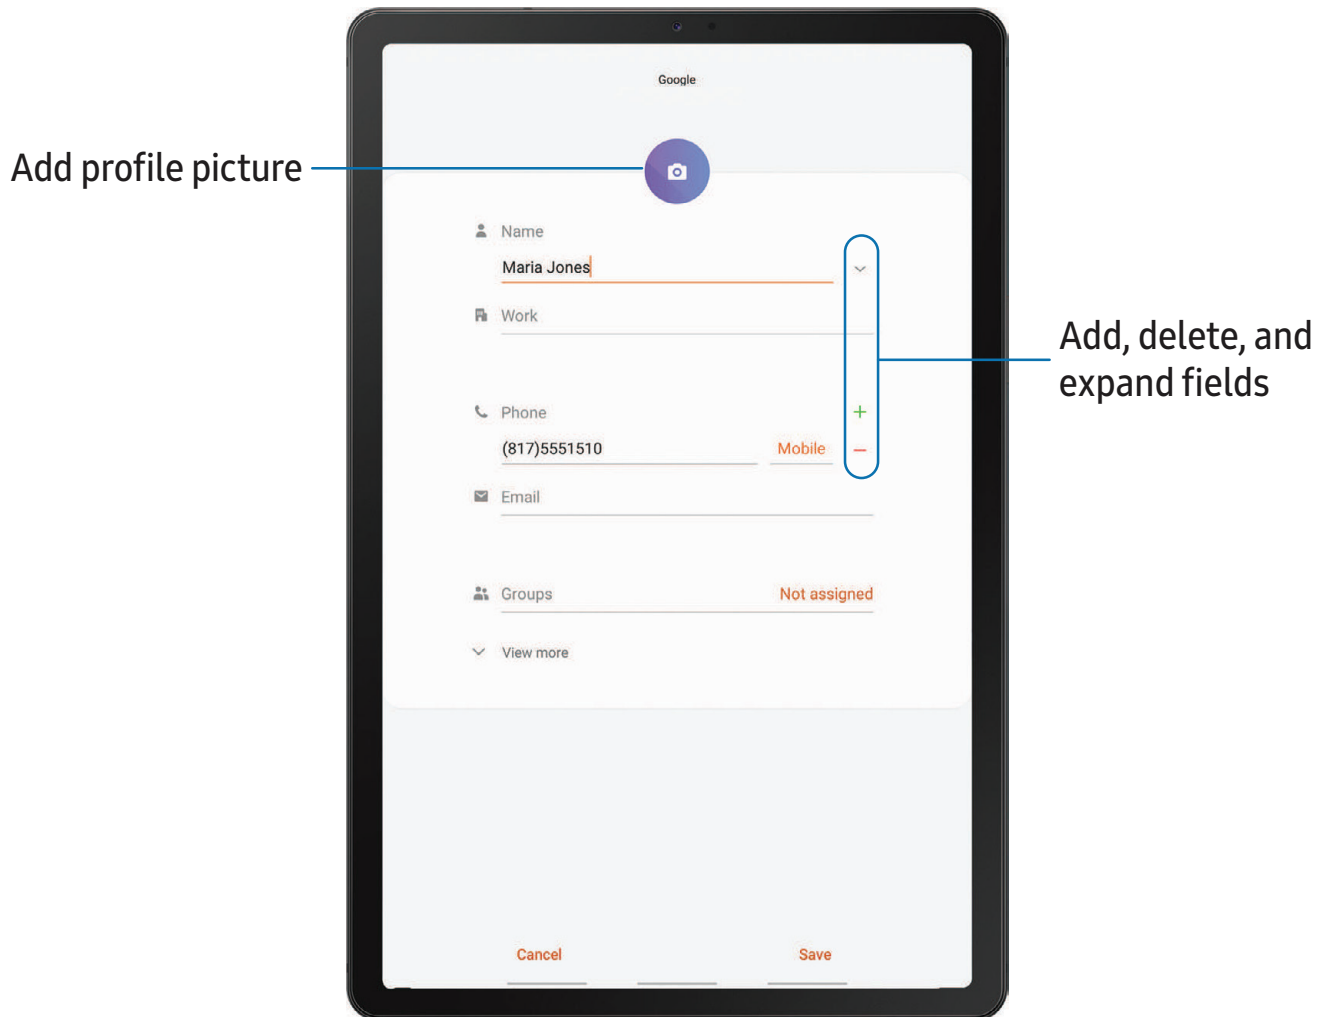 Google
Add profile picture
Name
Maria Jones
Work
Add, delete, and
expand fields
Phone
(817)5551510 Mobile
Email
Groups Not assigned
View more
Cancel Save